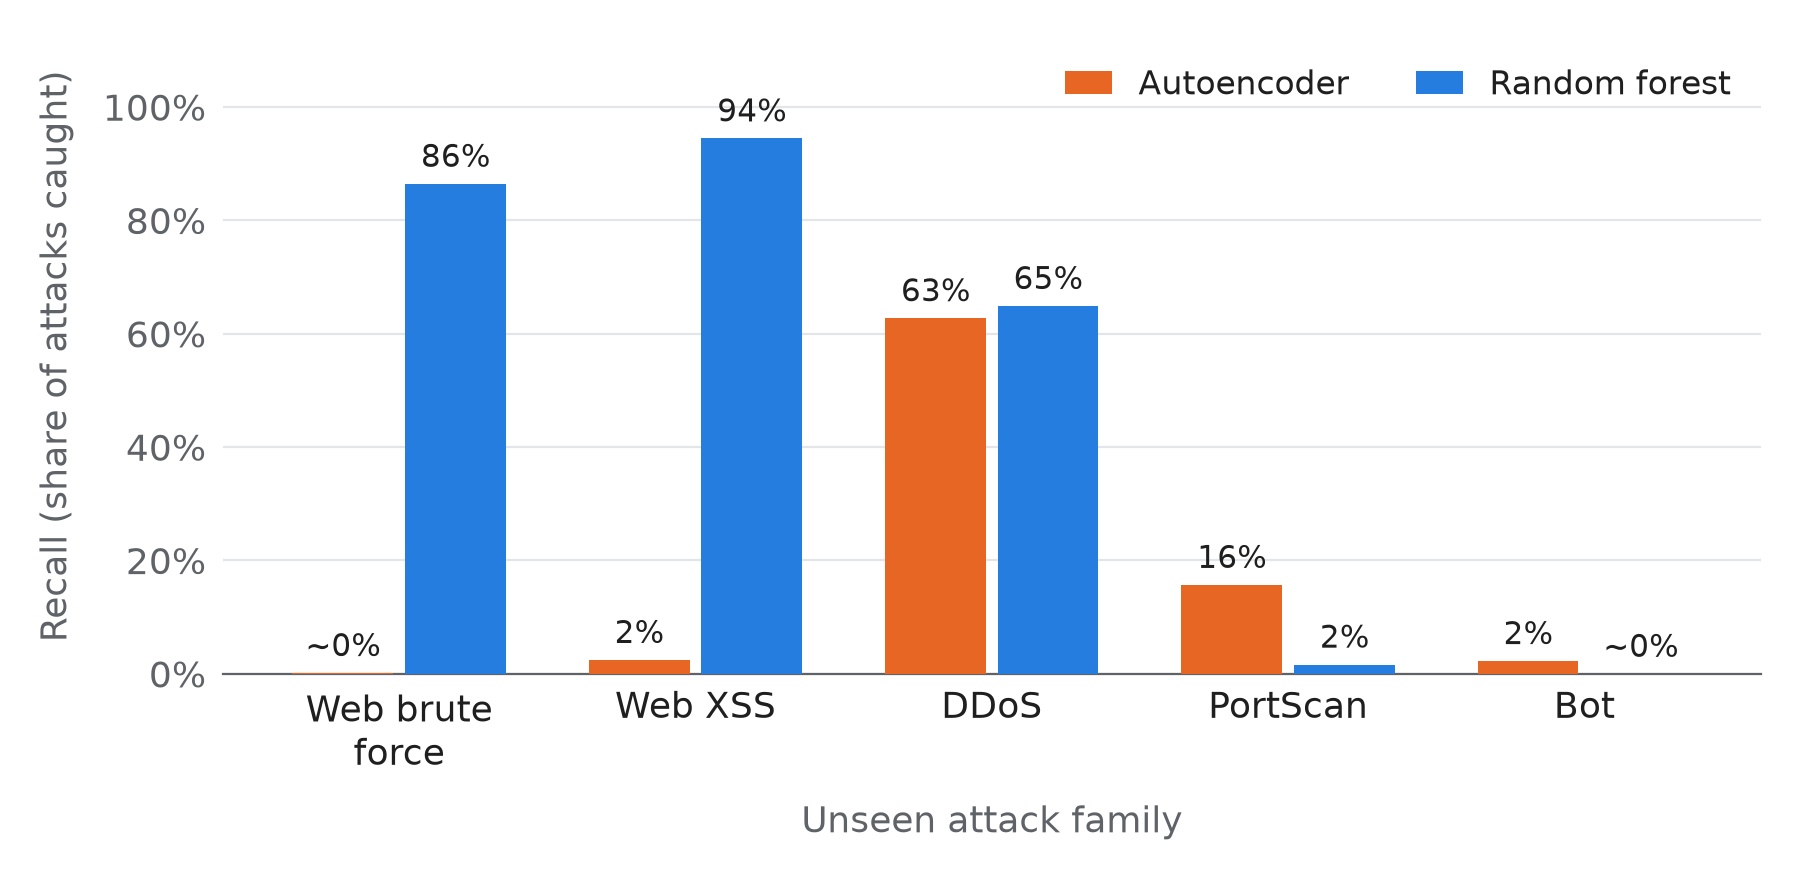 Autoencoder
Random forest
Recall (share of attacks caught)
100%
80%
60%
40%
20%
0%
~0%
86%
2%
94%
63%
65%
16%
2%
2%
~0%
Web brute
force
Web XSS
DDoS
PortScan
Bot
Unseen attack family